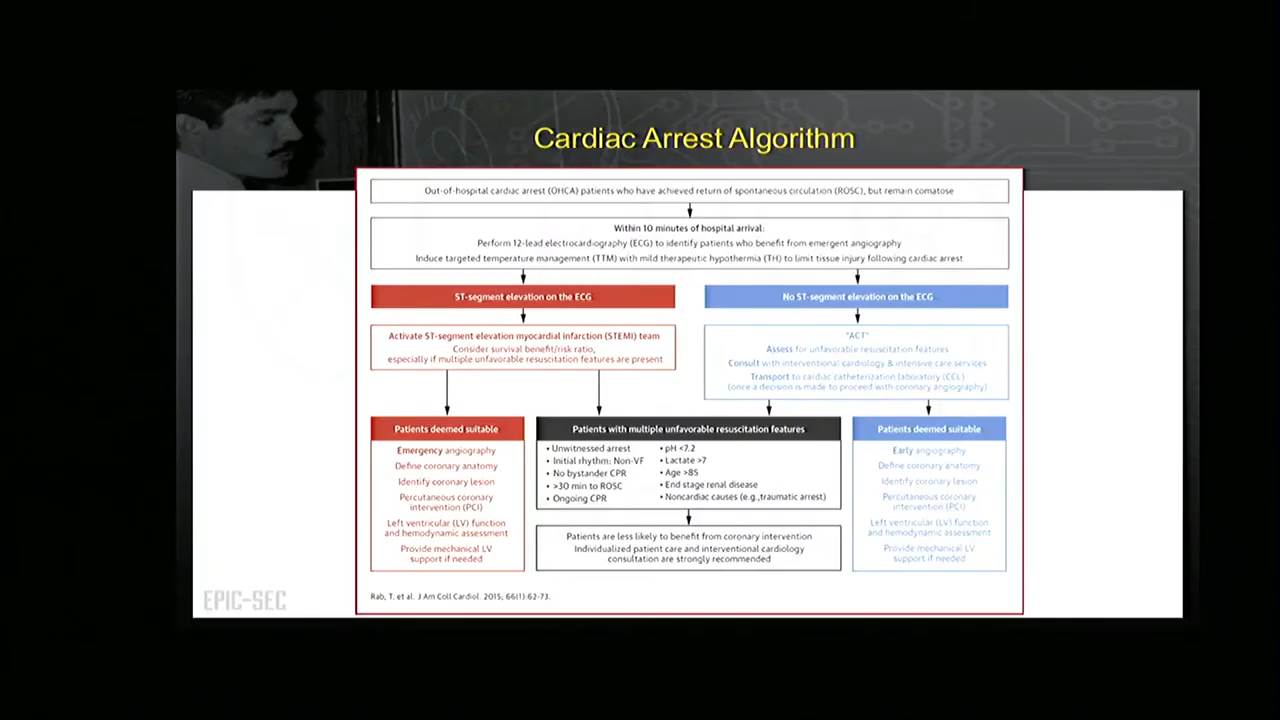 Cardiac Arrest Algorithm
Out-of-hospital cardiac arrest (OHCA) patients who have achieved return of spontaneous circulation (ROSC), but remain comatose
Within 10 minutes of hospital arrival:
Perform 12-lead electrocardiography (ECG) to identify patients who benefit from emergent angiography
Induce targeted temperature management (TTM) with mild therapeutic hypothermia (TH) to limit tissue injury following cardiac arrest
ST-segment elevation on the ECG
Activate ST-segment elevation myocardial infarction (STEMI) team
Consider survival benefit/risk ratio,
especially if multiple unfavorable resuscitation features are present
No ST-segment elevation on the ECG
"ACT"
Assess for unfavorable resuscitation features
Consult with interventional cardiology & intensive care services
Transport to cardiac catheterization laboratory (CCL)
(once a decision is made to proceed with coronary angiography)
Patients deemed suitable
Emergency angiography
Define coronary anatomy
Identify coronary lesion
Percutaneous coronary
intervention (PCI)
Left ventricular (LV) function
and hemodynamic assessment
Provide mechanical LV
support if needed
Patients with multiple unfavorable resuscitation features
• Unwitnessed arrest
• Initial rhythm: Non-VF
• No bystander CPR
• >30 min to ROSC
• Ongoing CPR
• pH <7.2
• Lactate >7
• Age >85
• End stage renal disease
• Noncardiac causes (e.g.,traumatic arrest)
Patients are less likely to benefit from coronary intervention
Individualized patient care and interventional cardiology
consultation are strongly recommended
Patients deemed suitable
Early angiography
Define coronary anatomy
Identify coronary lesion
Percutaneous coronary
intervention (PCI)
Left ventricular (LV) function
and hemodynamic assessment
Provide mechanical LV
support if needed
Rab, T. et al. J Am Coll Cardiol. 2015; 66(1):62-73.
EPIC-SEC